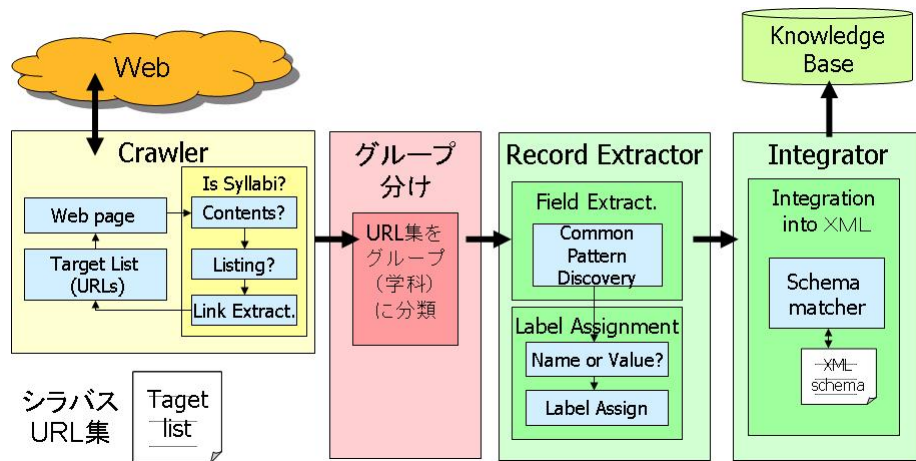 Web
Knowledge
Base
Crawler
Is Syllabi?
Web page
Contents?
Target List
(URLs)
Listing?
Link Extract.
シラバス
URL集
Taget
list
グループ
分け
URL集を
グループ
(学科)
に分類
Record Extractor
Field Extract.
Common
Pattern
Discovery
Label Assignment
Name or Value?
Label Assign
Integrator
Integration
into XML
Schema
matcher
XML
schema